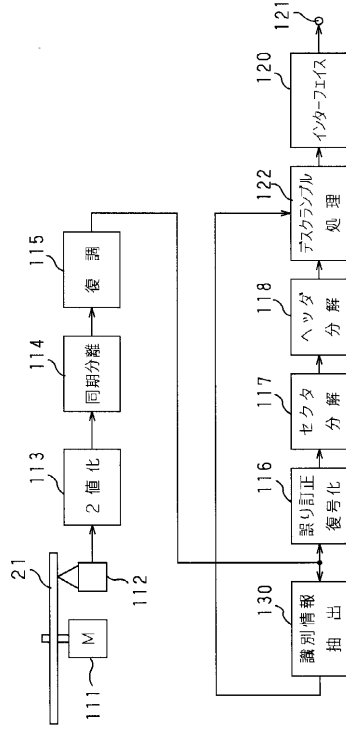 21
M
111
112
113
2値化
114
同期分離
115
復調
130
識別情報
抽出
116
誤り訂正
復号化
117
セクタ
分解
118
ヘッダ
分解
122
デスクランブル
処理
120
インターフェイス
121